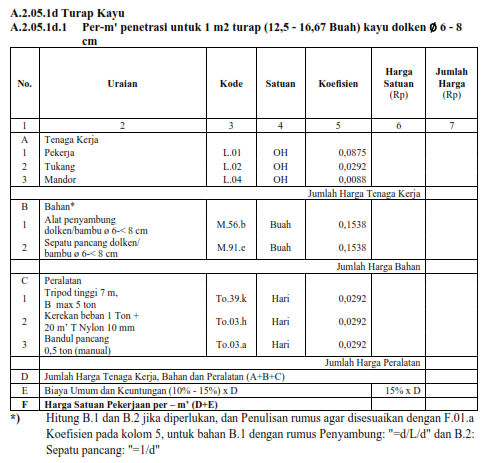 A.2.05.1d Turap Kayu
A.2.05.1d.1 Per-m' penetrasi untuk 1 m2 turap (12,5 - 16,67 Buah) kayu dolken Ø 6 - 8
cm
No. Uraian Kode Satuan Koefisien Harga Satuan (Rp) Jumlah Harga (Rp)
1 2 3 4 5 6 7
A Tenaga Kerja
1 Pekerja L.01 OH 0,0875
2 Tukang L.02 OH 0,0292
3 Mandor L.04 OH 0,0088
Jumlah Harga Tenaga Kerja
B Bahan*
1 Alat penyambung dolken/bambu ø 6-< 8 cm M.56.b Buah 0,1538
2 Sepatu pancang dolken/ bambu ø 6-< 8 cm M.91.e Buah 0,1538
Jumlah Harga Bahan
C Peralatan
1 Tripod tinggi 7 m, B max 5 ton To.39.k Hari 0,0292
2 Kerekan beban 1 Ton + 20 m' T Nylon 10 mm To.03.h Hari 0,0292
3 Bandul pancang 0,5 ton (manual) To.03.a Hari 0,0292
Jumlah Harga Peralatan
D Jumlah Harga Tenaga Kerja, Bahan dan Peralatan (A+B+C)
E Biaya Umum dan Keuntungan (10% - 15%) x D 15% x D
F Harga Satuan Pekerjaan per – m' (D+E)
*) Hitung B.1 dan B.2 jika diperlukan, dan Penulisan rumus agar disesuaikan dengan F.01.a
Koefisien pada kolom 5, untuk bahan B.1 dengan rumus Penyambung: "=d/L/d" dan B.2:
Sepatu pancang: "=1/d"